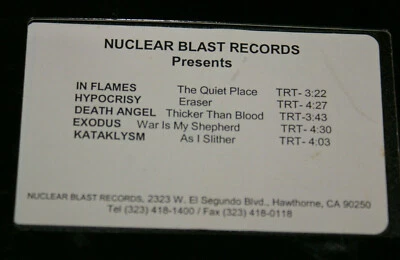 NUCLEAR BLAST RECORDS
Presents
IN FLAMES The Quiet Place TRT- 3:22
HYPOCRISY Eraser TRT- 4:27
DEATH ANGEL Thicker Than Blood TRT-3:43
EXODUS War Is My Shepherd TRT- 4:30
KATAKLYSM As I Slither TRT- 4:03
NUCLEAR BLAST RECORDS, 2323 W. El Segundo Blvd., Hawthorne, CA 90250
Tel (323) 418-1400 / Fax (323) 418-0118